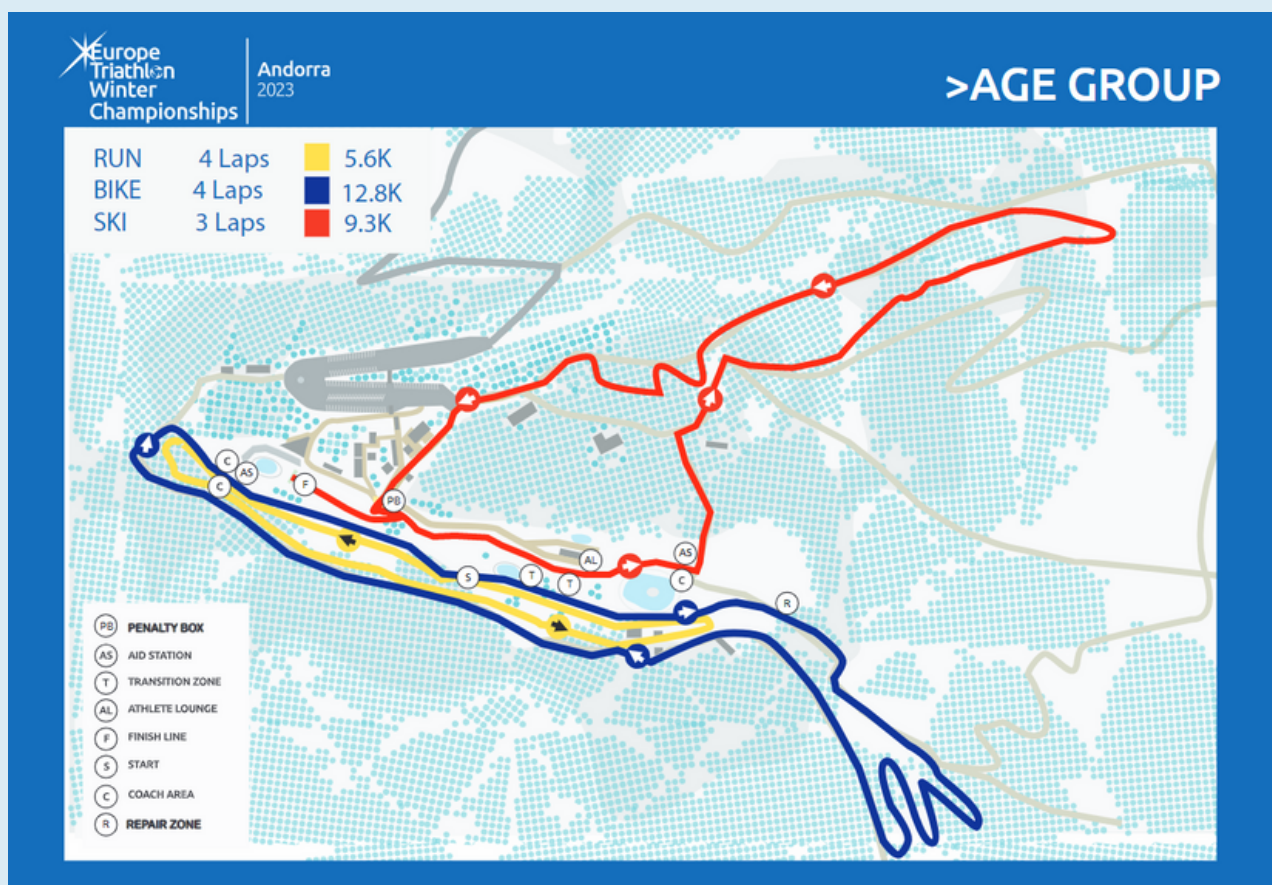 Europe
Triathlon
Winter
Championships
Andorra
2023
>AGE GROUP
RUN 4 Laps 5.6K
BIKE 4 Laps 12.8K
SKI 3 Laps 9.3K
C
AS
C
F
PB
S
T
T
AL
AS
C
R
PB PENALTY BOX
AS AID STATION
T TRANSITION ZONE
AL ATHLETE LOUNGE
F FINISH LINE
S START
C COACH AREA
R REPAIR ZONE